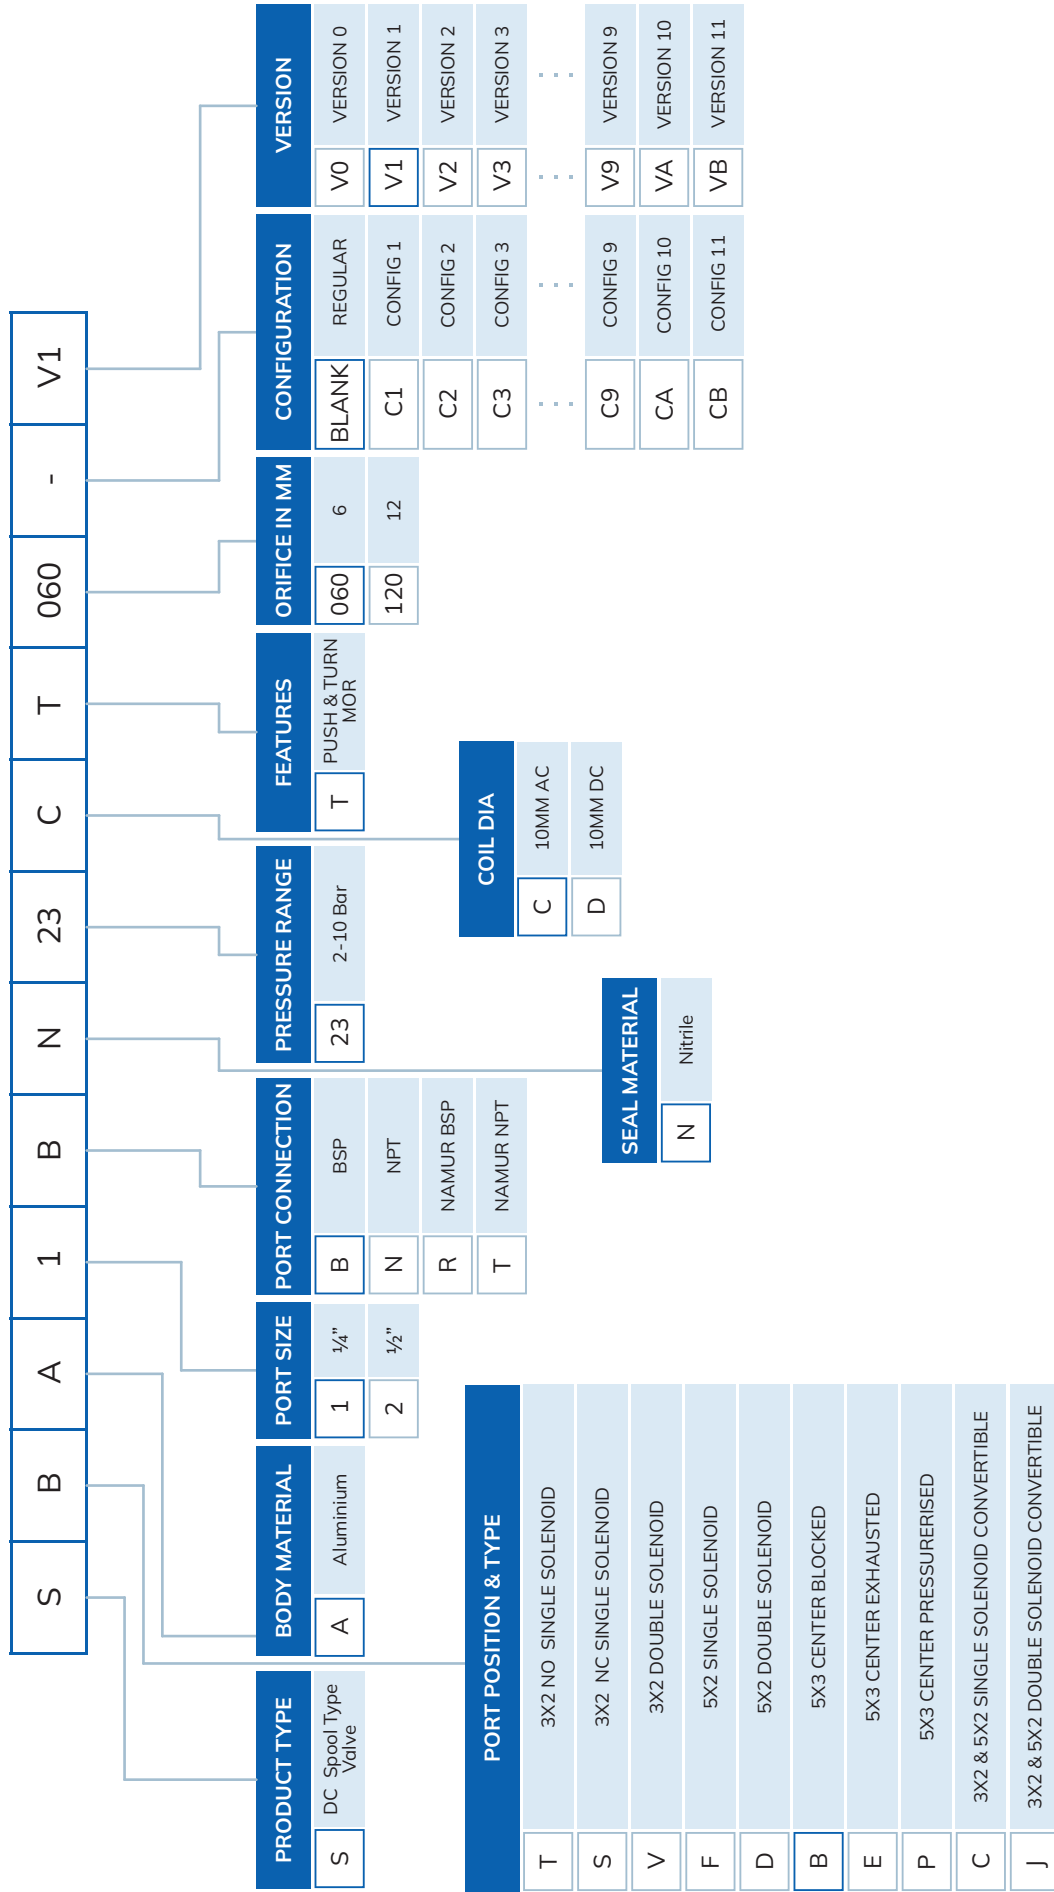 S B A 1 B N 23 C T 060 - V1
PRODUCT TYPE
S DC Spool Type
Valve
BODY MATERIAL
A Aluminium
PORT SIZE
1 ¼”
2 ½”
PORT CONNECTION
B BSP
N NPT
R NAMUR BSP
T NAMUR NPT
PRESSURE RANGE
23 2-10 Bar
FEATURES
T PUSH & TURN
MOR
ORIFICE IN MM
060 6
120 12
CONFIGURATION
BLANK REGULAR
C1 CONFIG 1
C2 CONFIG 2
C3 CONFIG 3
... ...
C9 CONFIG 9
CA CONFIG 10
CB CONFIG 11
VERSION
V0 VERSION 0
V1 VERSION 1
V2 VERSION 2
V3 VERSION 3
... ...
V9 VERSION 9
VA VERSION 10
VB VERSION 11
PORT POSITION & TYPE
T 3X2 NO SINGLE SOLENOID
S 3X2 NC SINGLE SOLENOID
V 3X2 DOUBLE SOLENOID
F 5X2 SINGLE SOLENOID
D 5X2 DOUBLE SOLENOID
B 5X3 CENTER BLOCKED
E 5X3 CENTER EXHAUSTED
P 5X3 CENTER PRESSURERISED
C 3X2 & 5X2 SINGLE SOLENOID CONVERTIBLE
J 3X2 & 5X2 DOUBLE SOLENOID CONVERTIBLE
SEAL MATERIAL
N Nitrile
COIL DIA
C 10MM AC
D 10MM DC